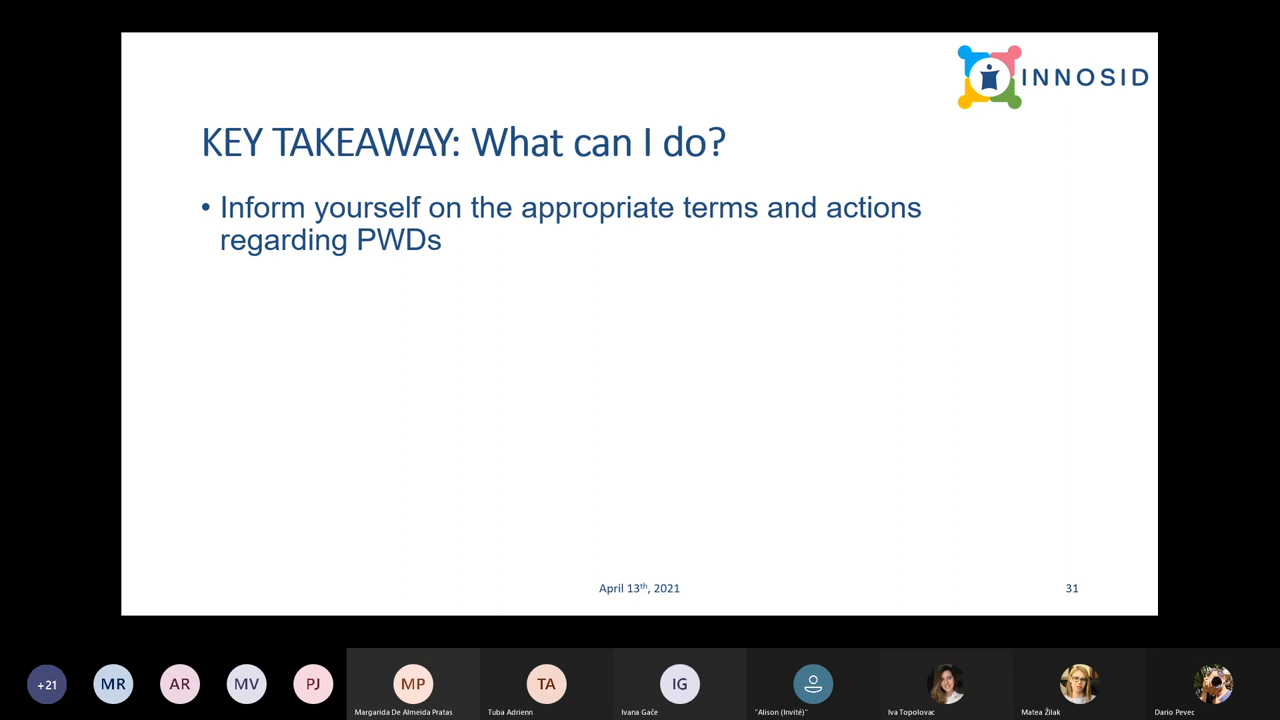 INNOSID
KEY TAKEAWAY: What can I do?
• Inform yourself on the appropriate terms and actions
regarding PWDs
April 13th, 2021
31
+21
MR
AR
MV
PJ
MP
TA
IG
Margarida De Almeida Pratas
Tuba Adrienn
Ivana Gače
"Alison (Invité)"
Iva Topolovac
Matea Žilak
Dario Pevec